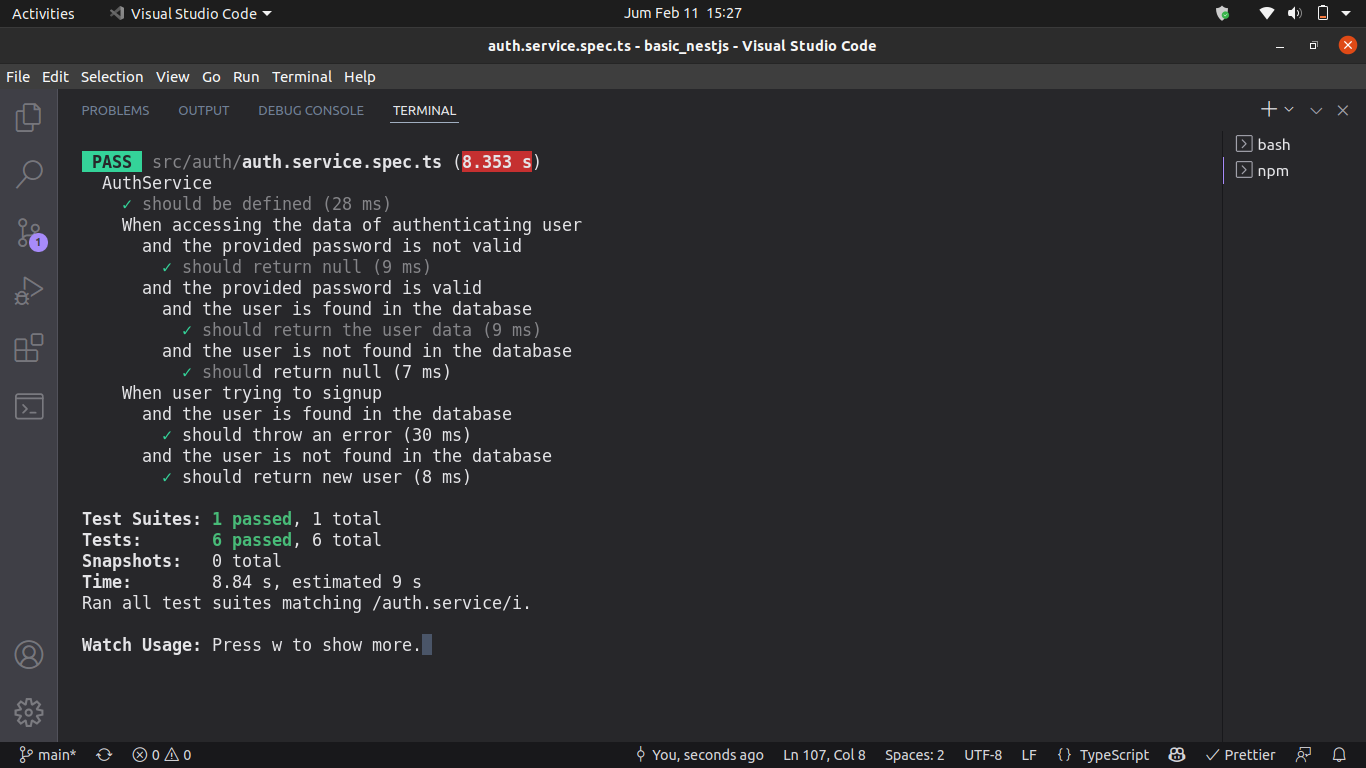 Activities Visual Studio Code Jum Feb 11 15:27
auth.service.spec.ts - basic_nestjs - Visual Studio Code
File Edit Selection View Go Run Terminal Help
PROBLEMS OUTPUT DEBUG CONSOLE TERMINAL
bash
npm
1
PASS src/auth/auth.service.spec.ts (8.353 s)
AuthService
✓ should be defined (28 ms)
When accessing the data of authenticating user
and the provided password is not valid
✓ should return null (9 ms)
and the provided password is valid
and the user is found in the database
✓ should return the user data (9 ms)
and the user is not found in the database
✓ should return null (7 ms)
When user trying to signup
and the user is found in the database
✓ should throw an error (30 ms)
and the user is not found in the database
✓ should return new user (8 ms)
Test Suites: 1 passed, 1 total
Tests: 6 passed, 6 total
Snapshots: 0 total
Time: 8.84 s, estimated 9 s
Ran all test suites matching /auth.service/i.
Watch Usage: Press w to show more.
main* 0 0 You, seconds ago Ln 107, Col 8 Spaces: 2 UTF-8 LF {} TypeScript Prettier